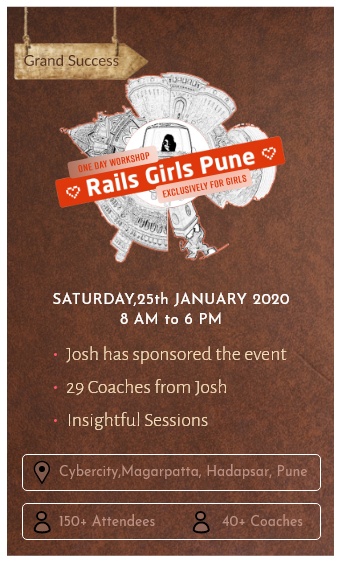 Grand Success
ONE DAY WORKSHOP
Rails Girls Pune
EXCLUSIVELY FOR GIRLS
SATURDAY,25th JANUARY 2020
8 AM to 6 PM
• Josh has sponsored the event
• 29 Coaches from Josh
• Insightful Sessions
Cybercity,Magarpatta, Hadapsar, Pune
150+ Attendees 40+ Coaches